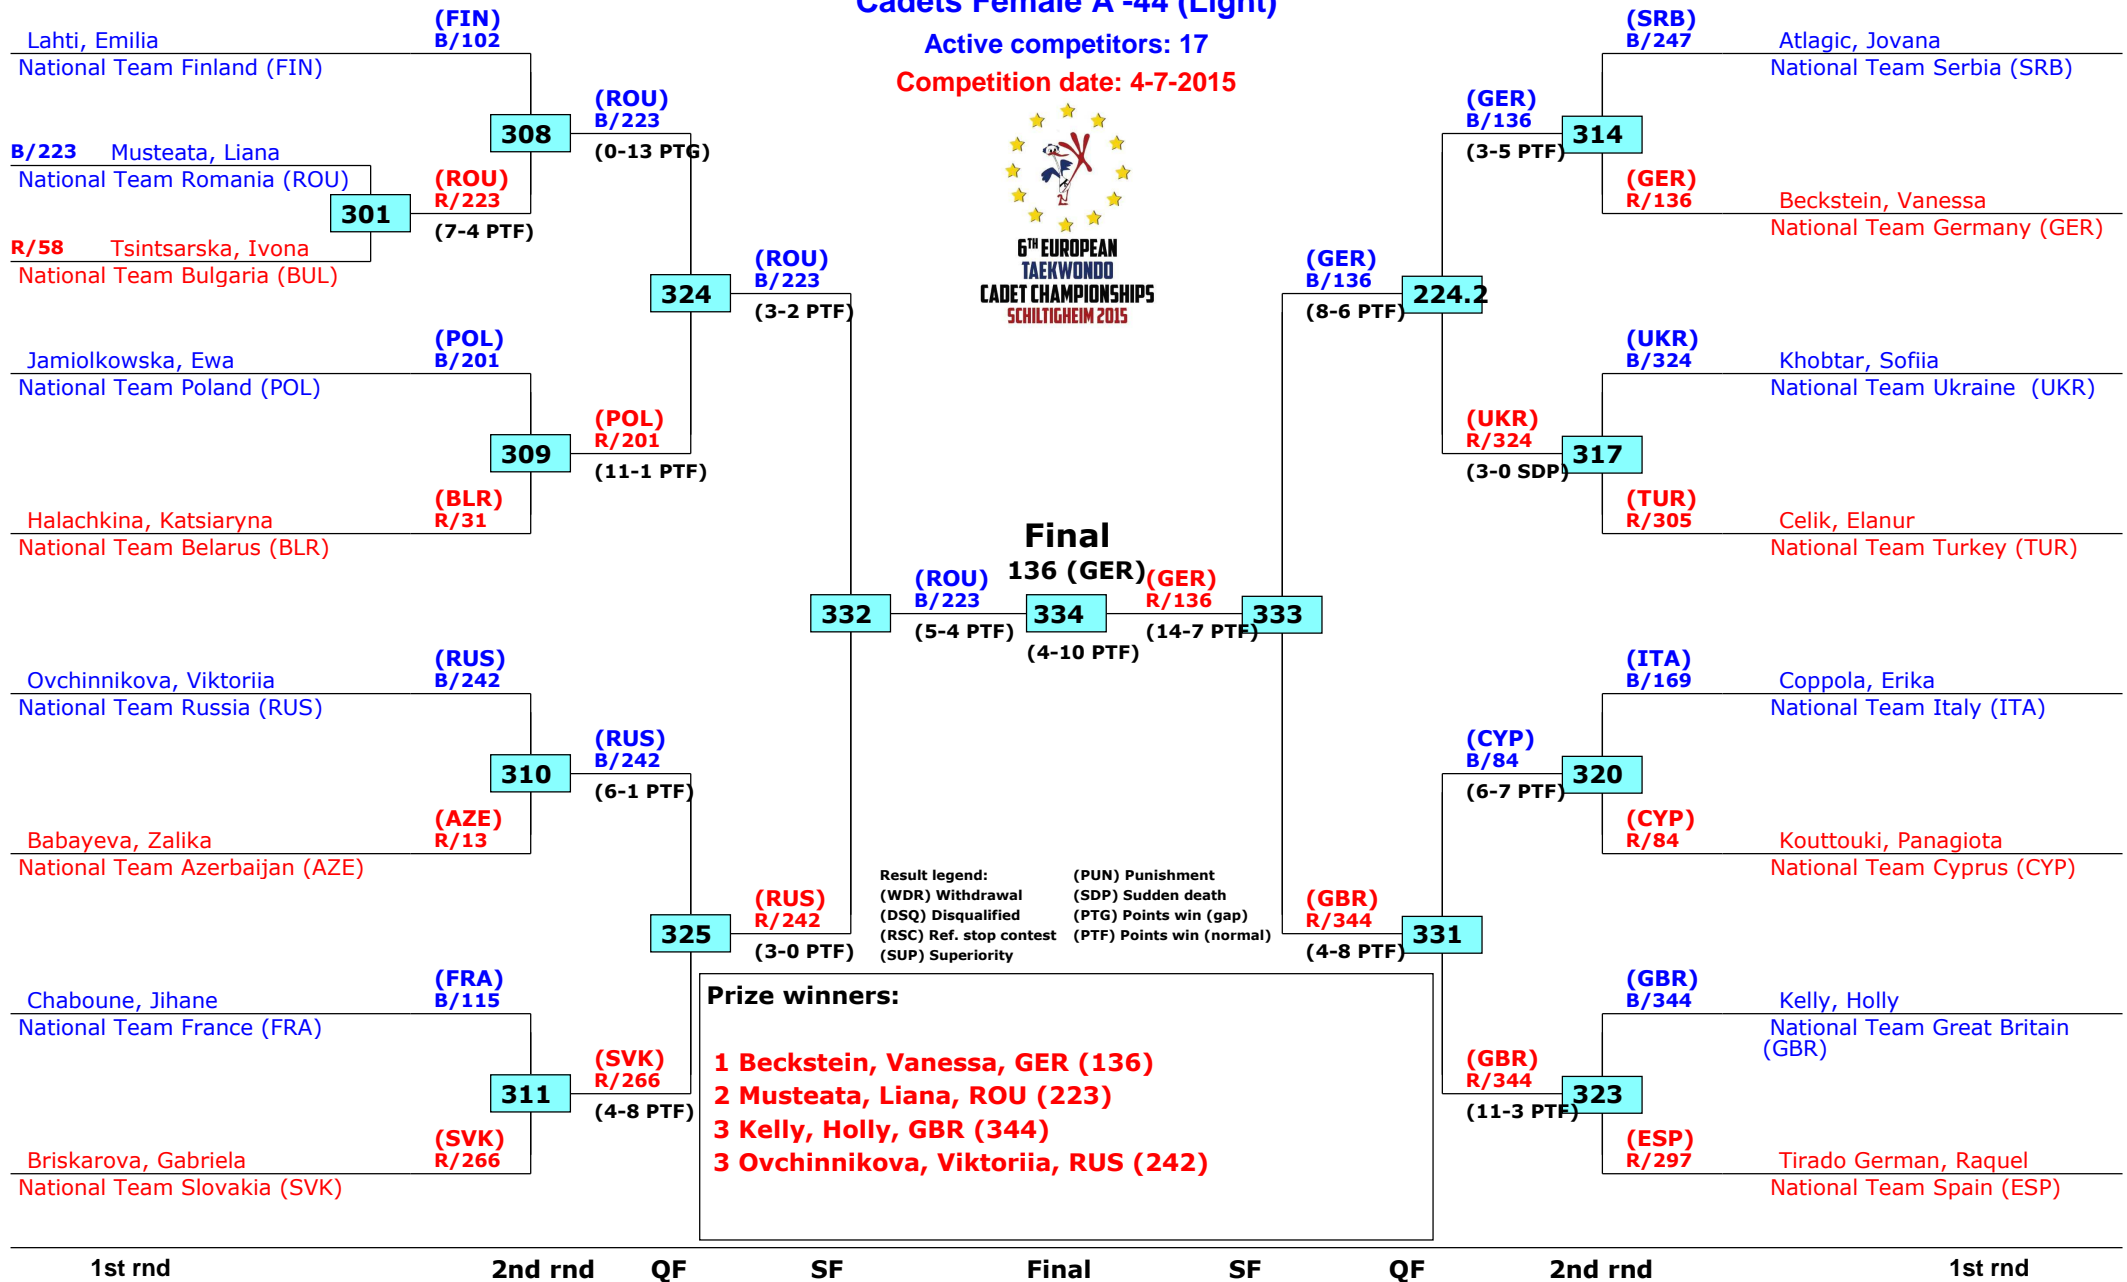 Cadets Female A -44 (Light)
Active competitors: 17
Competition date: 4-7-2015
6TH EUROPEAN
TAEKWONDO
CADET CHAMPIONSHIPS
SCHILTIGHEIM 2015
Lahti, Emilia
National Team Finland (FIN)
(FIN)
B/102
B/223 Musteata, Liana
National Team Romania (ROU)
R/58 Tsintsarska, Ivona
National Team Bulgaria (BUL)
301
(ROU)
R/223
(7-4 PTF)
308
(ROU)
B/223
(0-13 PTG)
Jamiolkowska, Ewa
National Team Poland (POL)
(POL)
B/201
Halachkina, Katsiaryna
National Team Belarus (BLR)
(BLR)
R/31
309
(POL)
R/201
(11-1 PTF)
324
(ROU)
B/223
(3-2 PTF)
Ovchinnikova, Viktoriia
National Team Russia (RUS)
(RUS)
B/242
Babayeva, Zalika
National Team Azerbaijan (AZE)
(AZE)
R/13
310
(RUS)
B/242
(6-1 PTF)
Chaboune, Jihane
National Team France (FRA)
(FRA)
B/115
Briskarova, Gabriela
National Team Slovakia (SVK)
(SVK)
R/266
311
(SVK)
R/266
(4-8 PTF)
325
(RUS)
R/242
(3-0 PTF)
332
(ROU)
B/223
(5-4 PTF)
Final
136 (GER)
334
(4-10 PTF)
(GER)
R/136
(14-7 PTF)
333
(GER)
B/136
(8-6 PTF)
224.2
(GER)
B/136
(3-5 PTF)
314
(SRB)
B/247
Atlagic, Jovana
National Team Serbia (SRB)
(GER)
R/136
Beckstein, Vanessa
National Team Germany (GER)
(UKR)
R/324
(3-0 SDP)
317
(UKR)
B/324
Khobtar, Sofiia
National Team Ukraine (UKR)
(TUR)
R/305
Celik, Elanur
National Team Turkey (TUR)
(GBR)
R/344
(4-8 PTF)
331
(CYP)
B/84
(6-7 PTF)
320
(ITA)
B/169
Coppola, Erika
National Team Italy (ITA)
(CYP)
R/84
Kouttouki, Panagiota
National Team Cyprus (CYP)
(GBR)
R/344
(11-3 PTF)
323
(GBR)
B/344
Kelly, Holly
National Team Great Britain
(GBR)
(ESP)
R/297
Tirado German, Raquel
National Team Spain (ESP)
Result legend:
(WDR) Withdrawal
(DSQ) Disqualified
(RSC) Ref. stop contest
(SUP) Superiority
(PUN) Punishment
(SDP) Sudden death
(PTG) Points win (gap)
(PTF) Points win (normal)
Prize winners:
1 Beckstein, Vanessa, GER (136)
2 Musteata, Liana, ROU (223)
3 Kelly, Holly, GBR (344)
3 Ovchinnikova, Viktoriia, RUS (242)
1st rnd 2nd rnd QF SF Final SF QF 2nd rnd 1st rnd